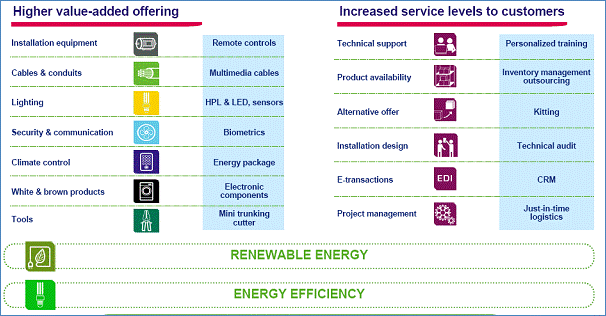 Higher value-added offering
Installation equipment
Remote controls
Cables & conduits
Multimedia cables
Lighting
HPL & LED, sensors
Security & communication
Biometrics
Climate control
Energy package
White & brown products
Electronic
components
Tools
Mini trunking
cutter
Increased service levels to customers
Technical support
Personalized training
Product availability
Inventory management
outsourcing
Alternative offer
Kitting
Installation design
Technical audit
E-transactions
EDI
CRM
Project management
Just-in-time
logistics
RENEWABLE ENERGY
ENERGY EFFICIENCY